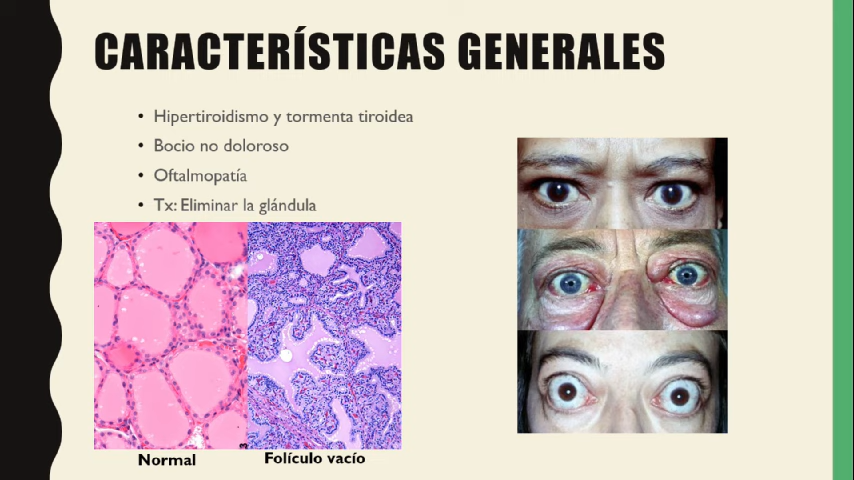 CARACTERÍSTICAS GENERALES
• Hipertiroidismo y tormenta tiroidea
• Bocio no doloroso
• Oftalmopatía
• Tx: Eliminar la glándula
Normal
Folículo vacío